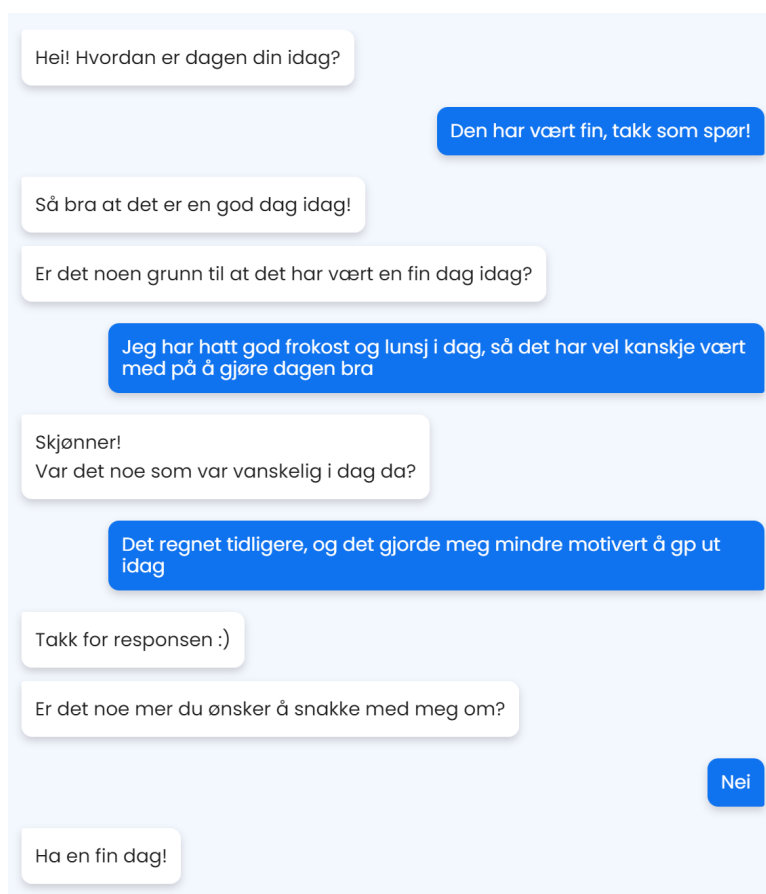 Hei! Hvordan er dagen din idag?
Den har vært fin, takk som spør!
Så bra at det er en god dag idag!
Er det noen grunn til at det har vært en fin dag idag?
Jeg har hatt god frokost og lunsj i dag, så det har vel kanskje vært
med på å gjøre dagen bra
Skjønner!
Var det noe som var vanskelig i dag da?
Det regnet tidligere, og det gjorde meg mindre motivert å gp ut
idag
Takk for responsen :)
Er det noe mer du ønsker å snakke med meg om?
Nei
Ha en fin dag!